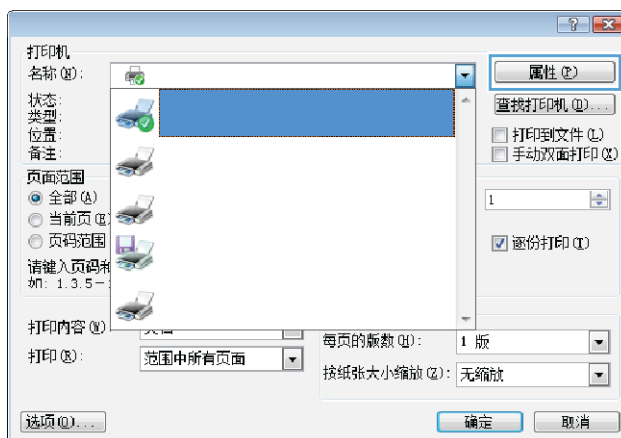 打印机
名称(N):
属性(P)
状态:
查找打印机(D)...
类型:
位置:
打印到文件(L)
备注:
手动双面打印(X)
页面范围
全部(A)
1
当前页(E)
页码范围
逐份打印(T)
请键入页码和
如: 1.3.5-
打印内容(W)
每页的版数(H):
1 版
打印(R):
范围中所有页面
按纸张大小缩放(Z):
无缩放
选项(O)...
确定
取消